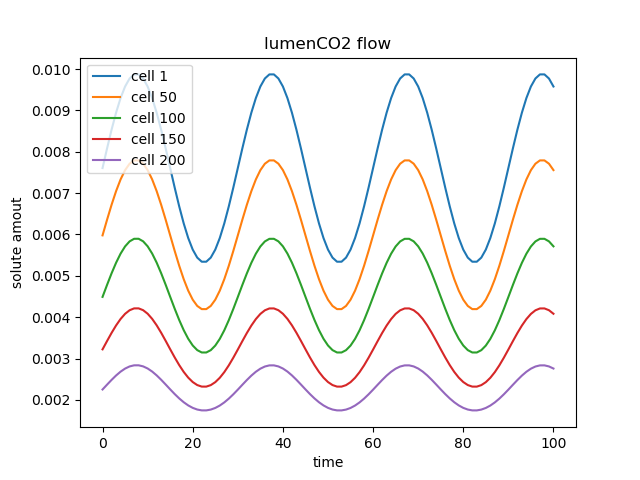 lumenCO2 flow
cell 1
cell 50
cell 100
cell 150
cell 200
solute amout
0.010
0.009
0.008
0.007
0.006
0.005
0.004
0.003
0.002
0
20
40
60
80
100
time